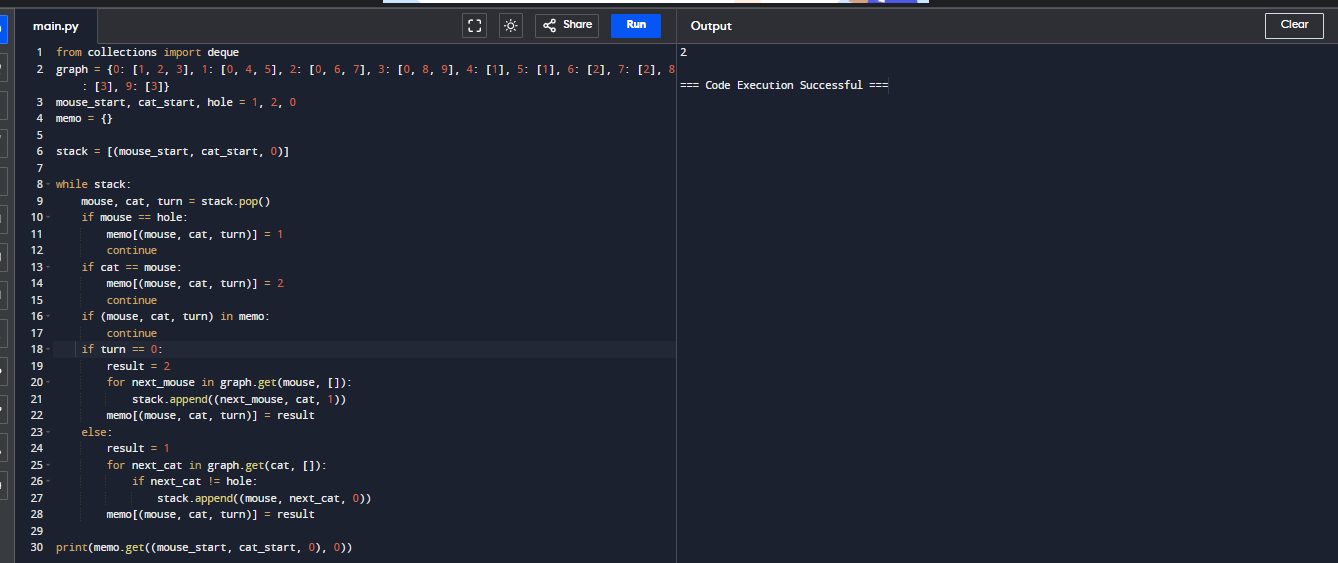 main.py
Share
Run
Output
Clear
1 from collections import deque
2 graph = {0: [1, 2, 3], 1: [0, 4, 5], 2: [0, 6, 7], 3: [0, 8, 9], 4: [1], 5: [1], 6: [2], 7: [2], 8
: [3], 9: [3]}
3 mouse_start, cat_start, hole = 1, 2, 0
4 memo = {}
5
6 stack = [(mouse_start, cat_start, 0)]
7
8 while stack:
9     mouse, cat, turn = stack.pop()
10     if mouse == hole:
11         memo[(mouse, cat, turn)] = 1
12         continue
13     if cat == mouse:
14         memo[(mouse, cat, turn)] = 2
15         continue
16     if (mouse, cat, turn) in memo:
17         continue
18     if turn == 0:
19         result = 2
20         for next_mouse in graph.get(mouse, []):
21             stack.append((next_mouse, cat, 1))
22         memo[(mouse, cat, turn)] = result
23     else:
24         result = 1
25         for next_cat in graph.get(cat, []):
26             if next_cat != hole:
27                 stack.append((mouse, next_cat, 0))
28         memo[(mouse, cat, turn)] = result
29
30 print(memo.get((mouse_start, cat_start, 0), 0))
2
=== Code Execution Successful ===